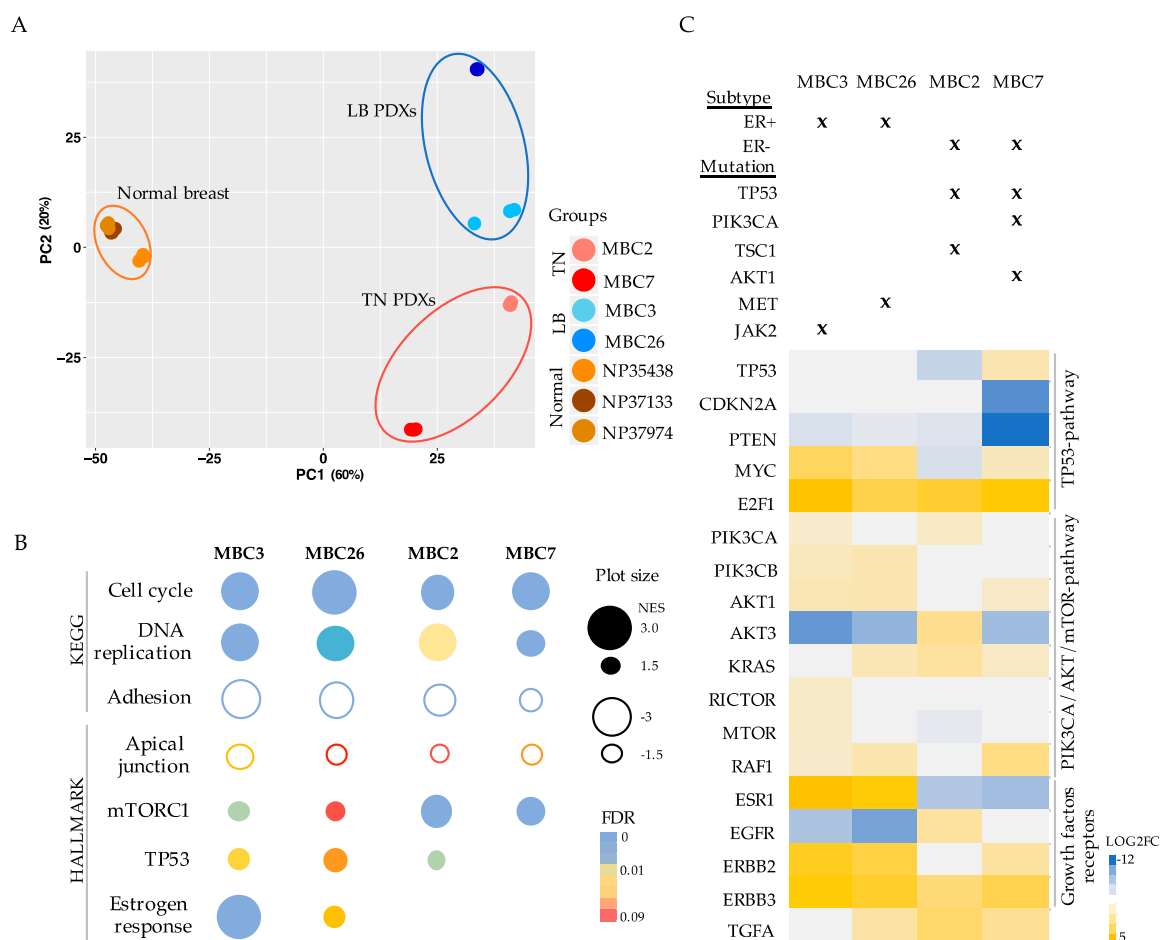 A
LB PDXs
Normal breast
TN PDXs
25
0
−25
PC2 (20%)
−50
−25
0
25
PC1 (60%)
Groups
TN
MBC2
MBC7
LB
MBC3
MBC26
Normal
NP35438
NP37133
NP37974
B
MBC3 MBC26 MBC2 MBC7
KEGG
Cell cycle
DNA
replication
Adhesion
HALLMARK
Apical
junction
mTORC1
TP53
Estrogen
response
Plot size
NES
3.0
1.5
-3
-1.5
FDR
0
0.01
0.09
C
MBC3 MBC26 MBC2 MBC7
Subtype
ER+ x x
ER- x x
Mutation
TP53 x x
PIK3CA x
TSC1 x
AKT1 x
MET x
JAK2 x
TP53
CDKN2A
PTEN
MYC
E2F1
PIK3CA
PIK3CB
AKT1
AKT3
KRAS
RICTOR
MTOR
RAF1
ESR1
EGFR
ERBB2
ERBB3
TGFA
TP53-pathway
PIK3CA/AKT/mTOR-pathway
Growth factors
receptors
LOG2FC
-12
5